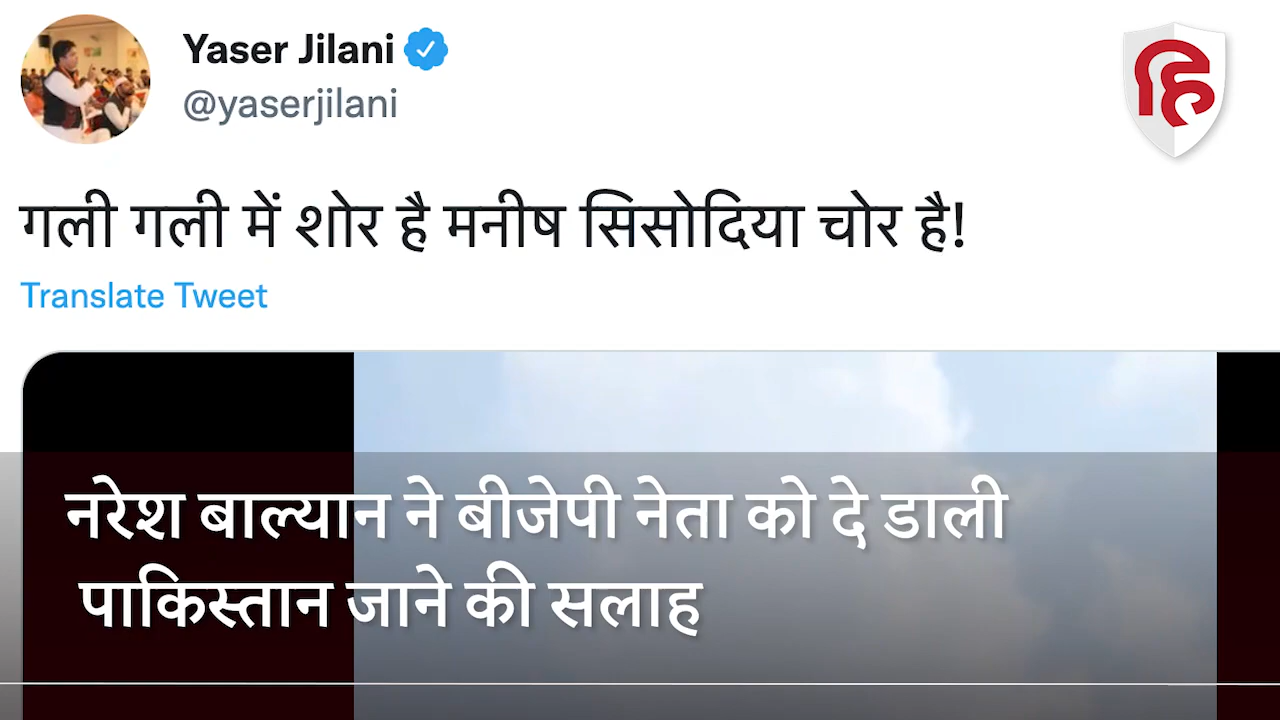 Yaser Jilani
@yaserjilani
हि
गली गली में शोर है मनीष सिसोदिया चोर है!
Translate Tweet
नरेश बाल्यान ने बीजेपी नेता को दे डाली
पाकिस्तान जाने की सलाह